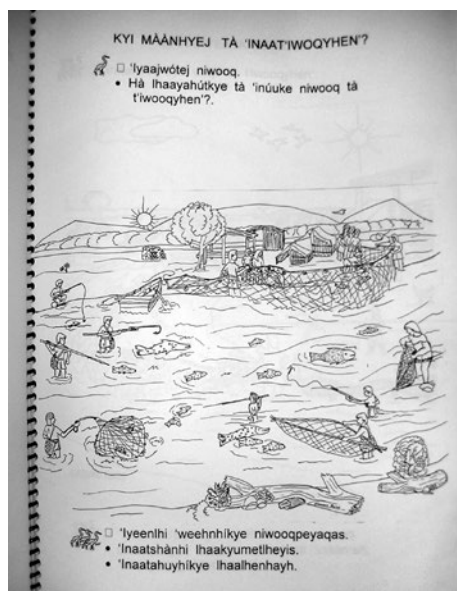 KYI MÀÀNHYEJ TÀ 'INAAT'IWOQYHEN'?
□ 'Iyaajwótej niwooq.
• Hà lhaayahútkye tà 'inúuke niwooq tà
t'iwooqyhen'?.
□ 'Iyeenlhi 'weehnhíkye niwooqpeyaqas.
• 'Inaatshànhi lhaakyumetlheyis.
• 'Inaatahuyhíkye lhaalhenhayh.